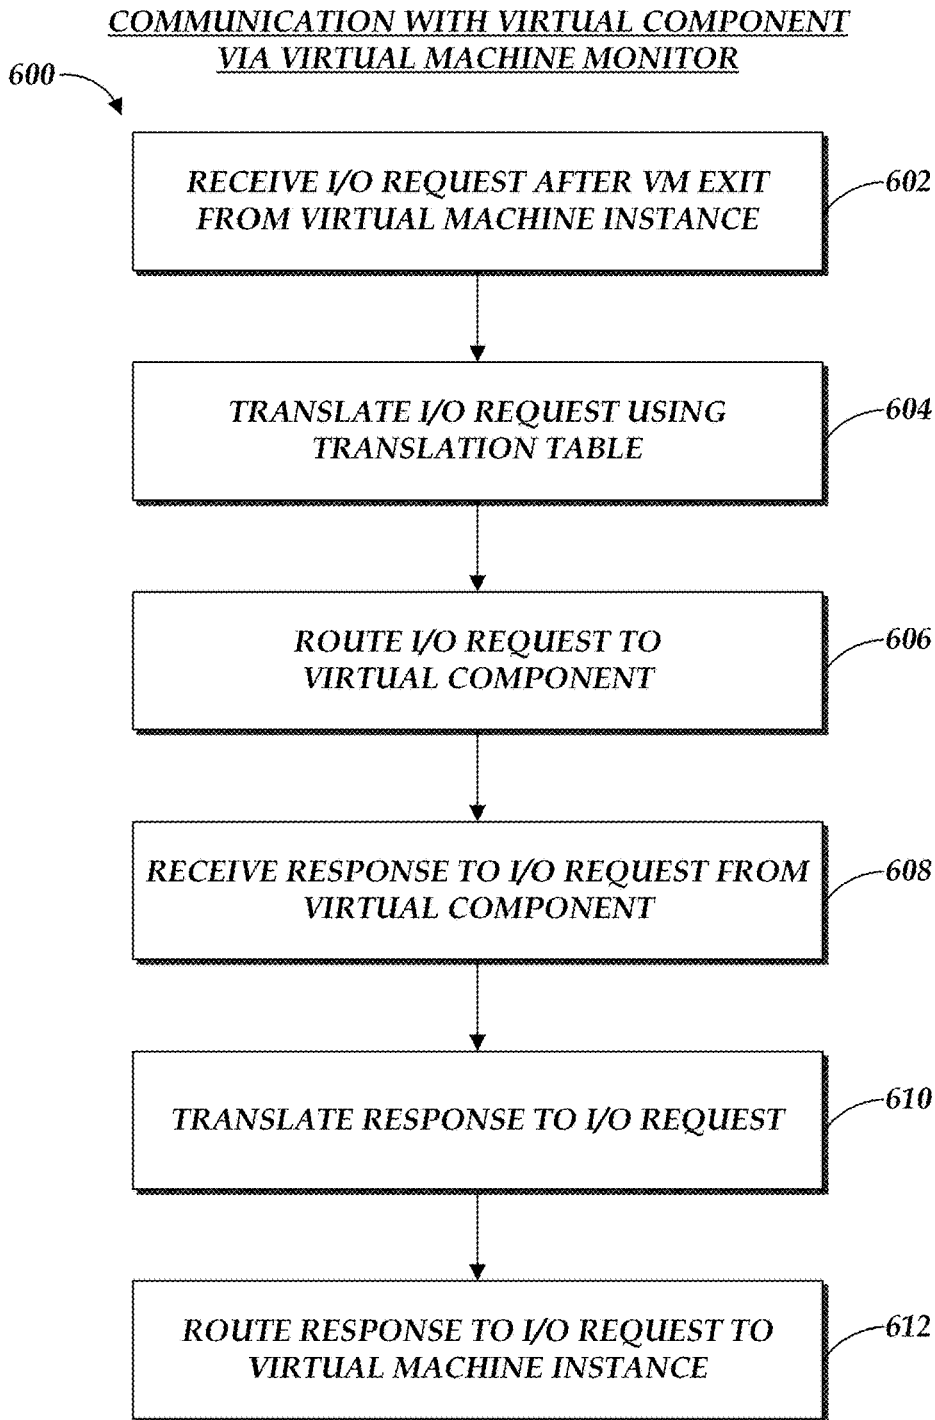 COMMUNICATION WITH VIRTUAL COMPONENT
VIA VIRTUAL MACHINE MONITOR
600
RECEIVE I/O REQUEST AFTER VM EXIT
FROM VIRTUAL MACHINE INSTANCE
602
TRANSLATE I/O REQUEST USING
TRANSLATION TABLE
604
ROUTE I/O REQUEST TO
VIRTUAL COMPONENT
606
RECEIVE RESPONSE TO I/O REQUEST FROM
VIRTUAL COMPONENT
608
TRANSLATE RESPONSE TO I/O REQUEST
610
ROUTE RESPONSE TO I/O REQUEST TO
VIRTUAL MACHINE INSTANCE
612